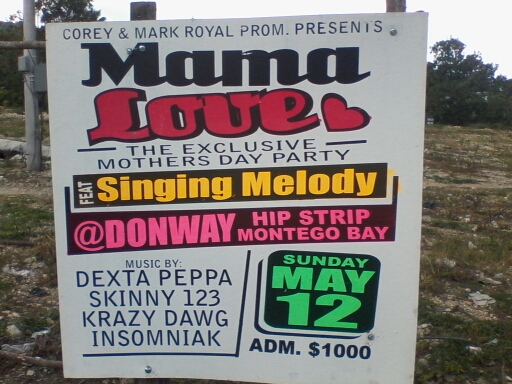 COREY & MARK ROYAL PROM. PRESENTS
Mama
Love
THE EXCLUSIVE
MOTHERS DAY PARTY
FEAT Singing Melody
@DONWAY HIP STRIP
MONTEGO BAY
MUSIC BY:
DEXTA PEPPA
SKINNY 123
KRAZY DAWG
INSOMNIAK
SUNDAY
MAY
12
ADM. $1000